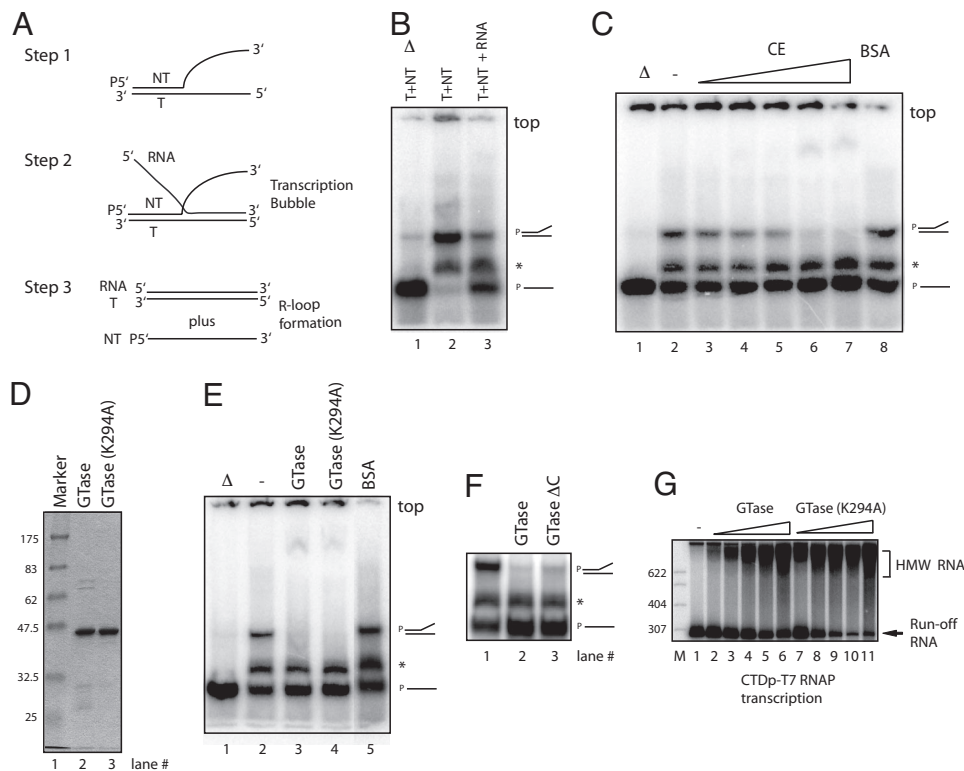 A
Step 1
3'
P5' NT
3' T 5'
Step 2
5' RNA
3'
P5' NT 3'
3' T 5'
Transcription
Bubble
Step 3
RNA 3'
T 3' 5'
plus
NT P5' 3'
R-loop
formation
B
Δ
T+NT
T+NT
T+NT + RNA
top
P
*
P
1 2 3
C
CE BSA
Δ -
top
P
*
P
1 2 3 4 5 6 7 8
D
Marker
GTase
GTase (K294A)
175
83
62
47.5
32.5
25
1 2 3 lane #
E
Δ - GTase GTase (K294A) BSA
top
P
*
P
1 2 3 4 5
F
GTase
GTase ΔC
P
*
P
1 2 3 lane #
G
GTase GTase (K294A)
-
622
404
307
HMW RNA
Run-off
RNA
M 1 2 3 4 5 6 7 8 9 10 11
CTDp-T7 RNAP
transcription